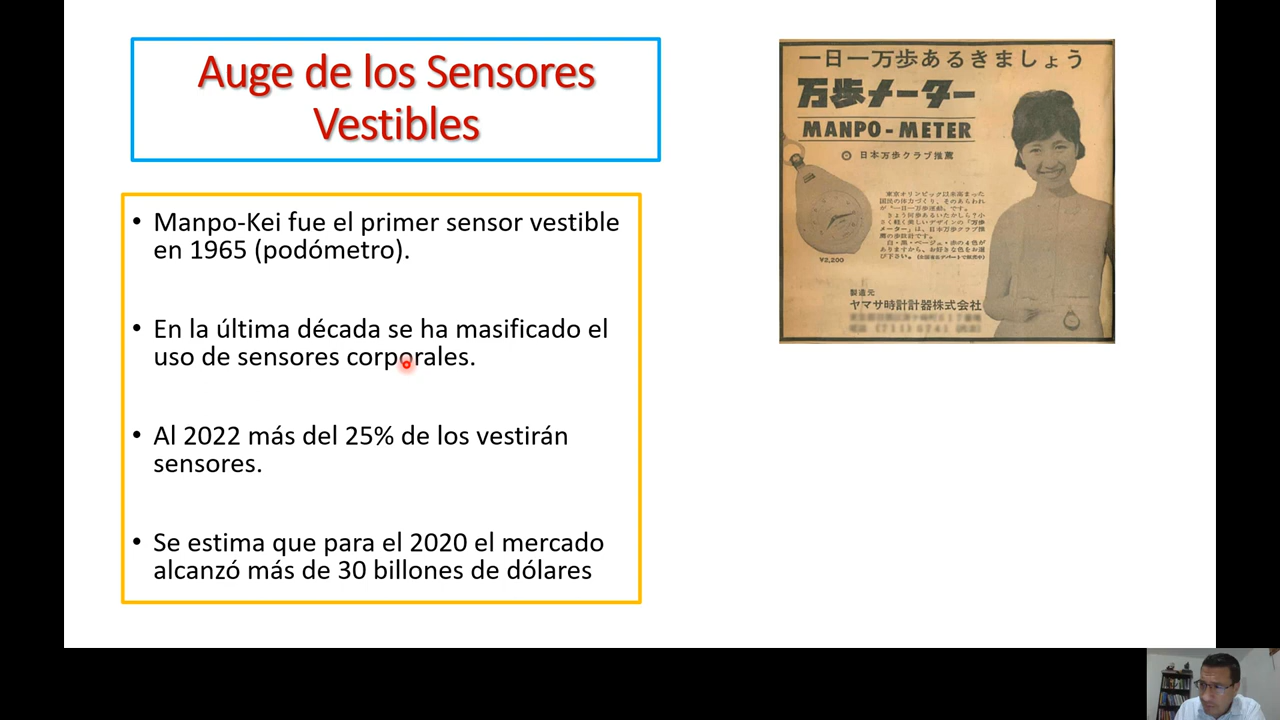 Auge de los Sensores
Vestibles
• Manpo-Kei fue el primer sensor vestible
en 1965 (podómetro).
• En la última década se ha masificado el
uso de sensores corporales.
• Al 2022 más del 25% de los vestirán
sensores.
• Se estima que para el 2020 el mercado
alcanzó más de 30 billones de dólares
一日一万歩あるきましょう
万歩メーター
MANPO-METER
日本万歩クラブ推薦
¥2,200
製造元
ヤマサ時計計器株式会社